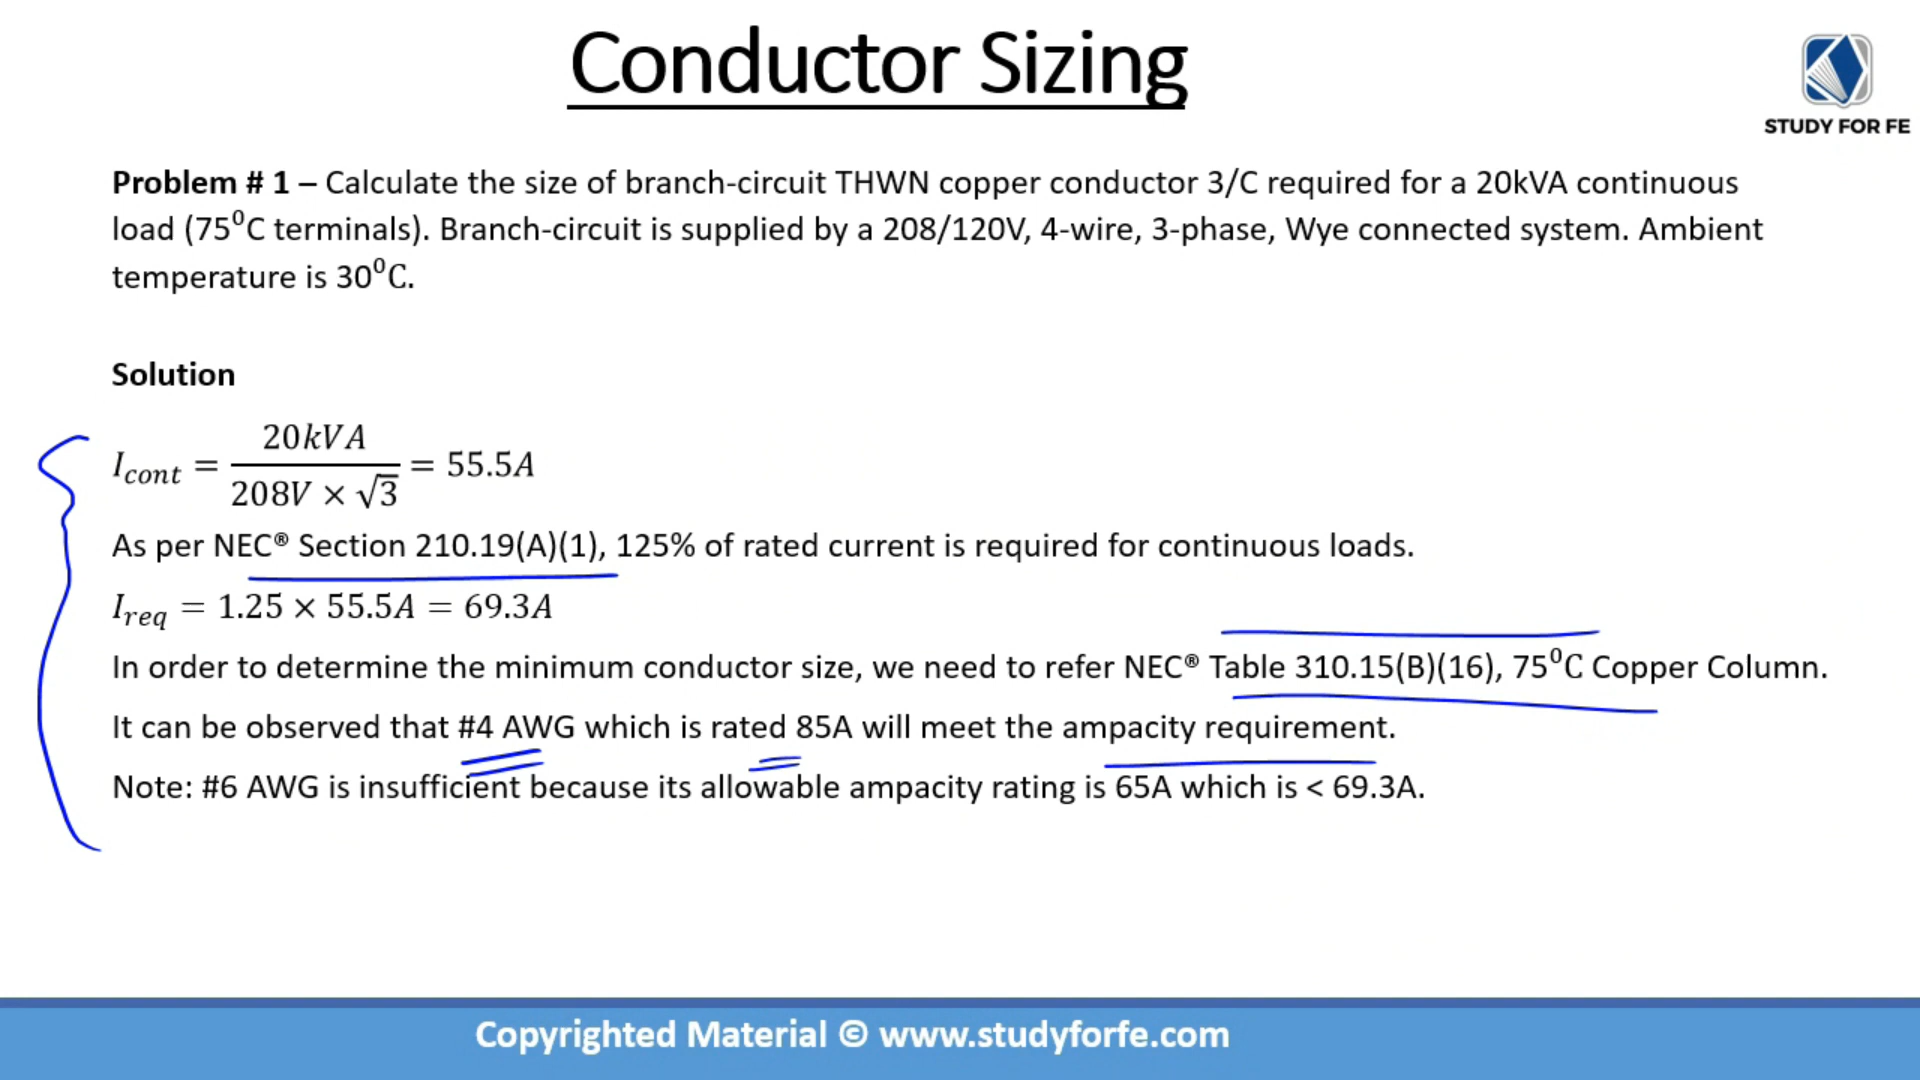 Conductor Sizing
STUDY FOR FE
Problem # 1 – Calculate the size of branch-circuit THWN copper conductor 3/C required for a 20kVA continuous
load (75⁰C terminals). Branch-circuit is supplied by a 208/120V, 4-wire, 3-phase, Wye connected system. Ambient
temperature is 30⁰C.
Solution
I_cont = 20kVA / (208V × √3) = 55.5A
As per NEC® Section 210.19(A)(1), 125% of rated current is required for continuous loads.
I_req = 1.25 × 55.5A = 69.3A
In order to determine the minimum conductor size, we need to refer NEC® Table 310.15(B)(16), 75⁰C Copper Column.
It can be observed that #4 AWG which is rated 85A will meet the ampacity requirement.
Note: #6 AWG is insufficient because its allowable ampacity rating is 65A which is < 69.3A.
Copyrighted Material © www.studyforfe.com